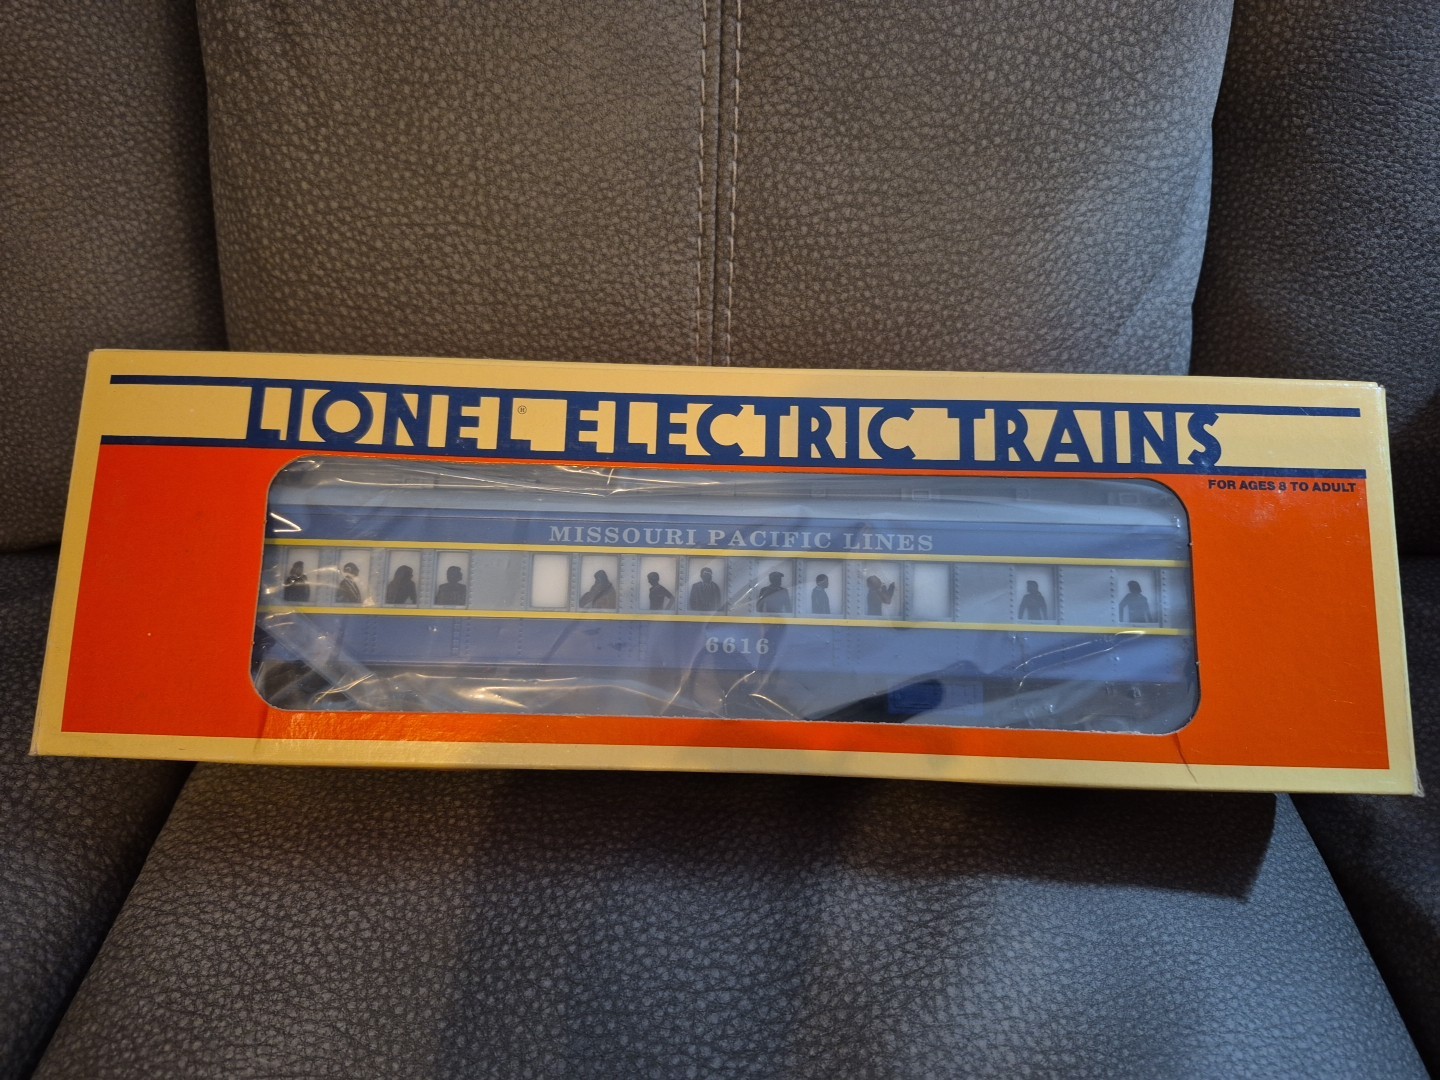 LIONEL® ELECTRIC TRAINS
FOR AGES 8 TO ADULT
MISSOURI PACIFIC LINES
6616